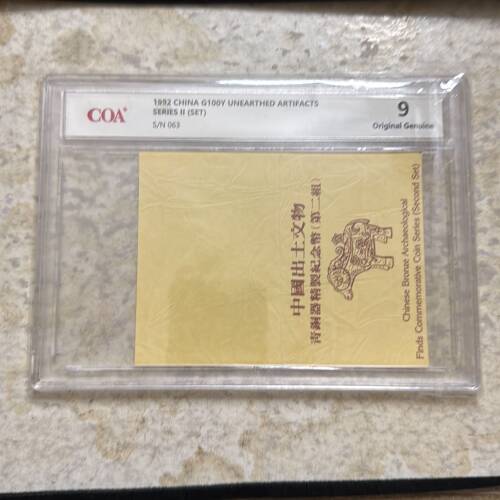 COA+
1992 CHINA G100Y UNEARTHED ARTIFACTS
SERIES II (SET)
S/N 063
9
Original Genuine
中國出土文物
青銅器精製紀念幣(第二組)
Chinese Bronze Archaeological
Finds Commemorative Coin Series (Second Set)